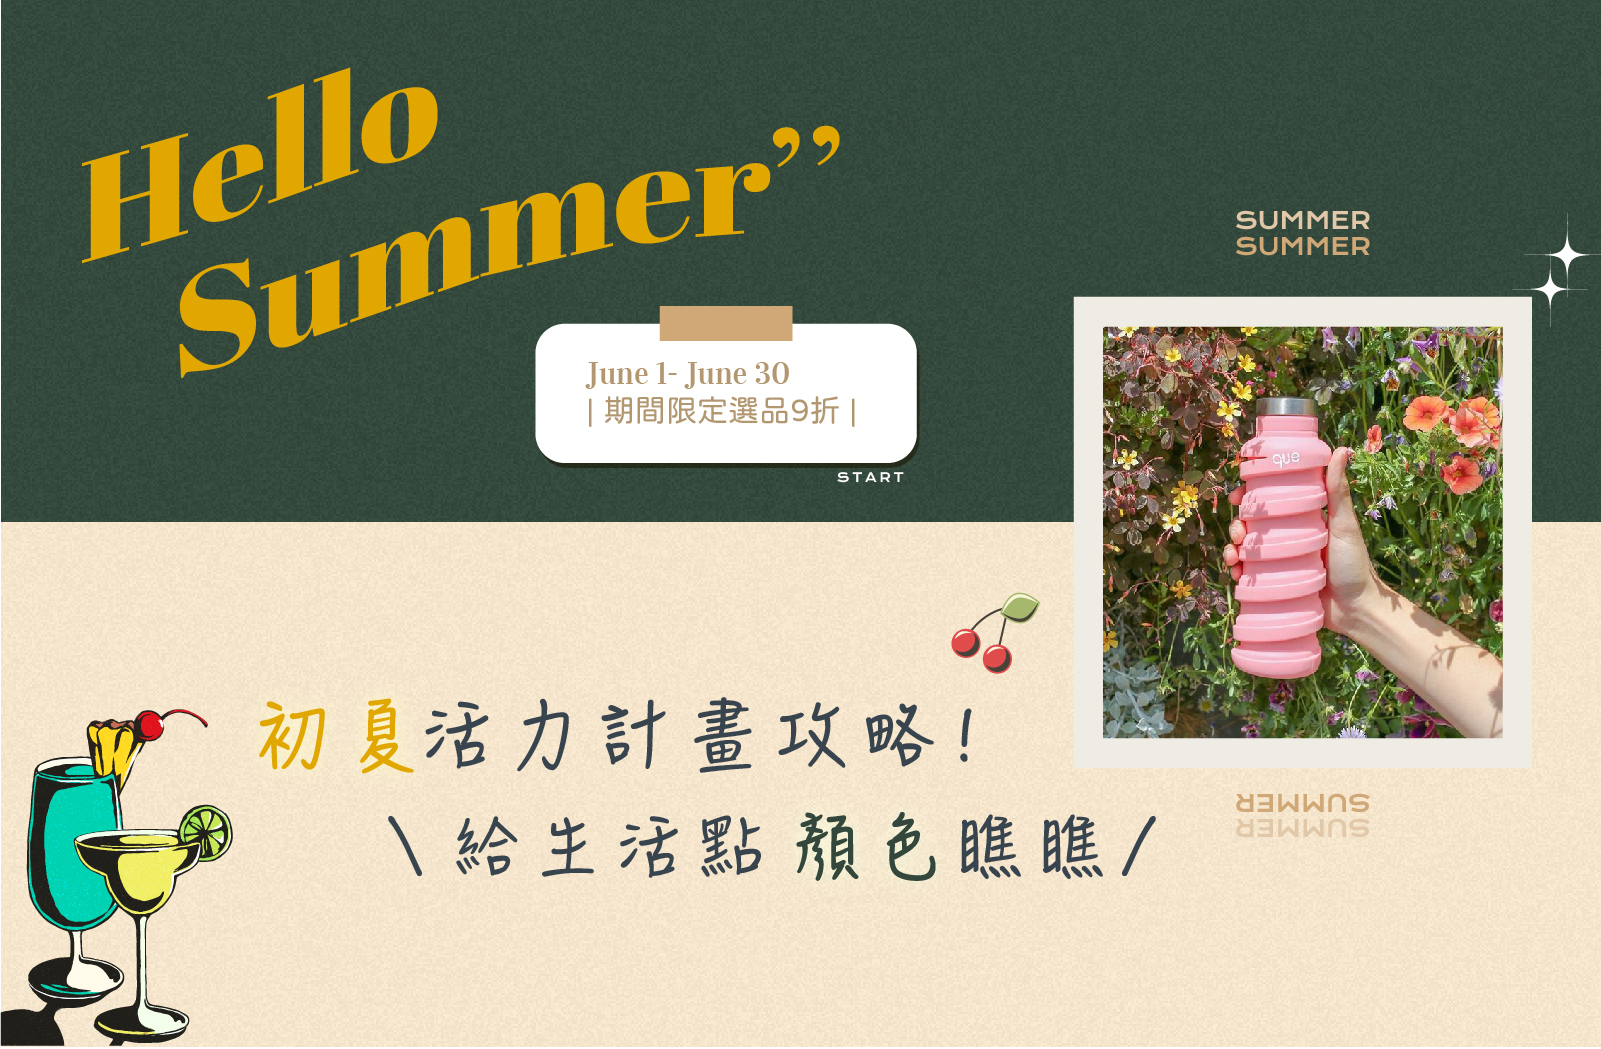 Hello
Summer”
June 1- June 30
| 期間限定選品9折 |
START
SUMMER
SUMMER
que
初夏活力計畫攻略!
\給生活點顏色瞧瞧/
SUMMER
SUMMER